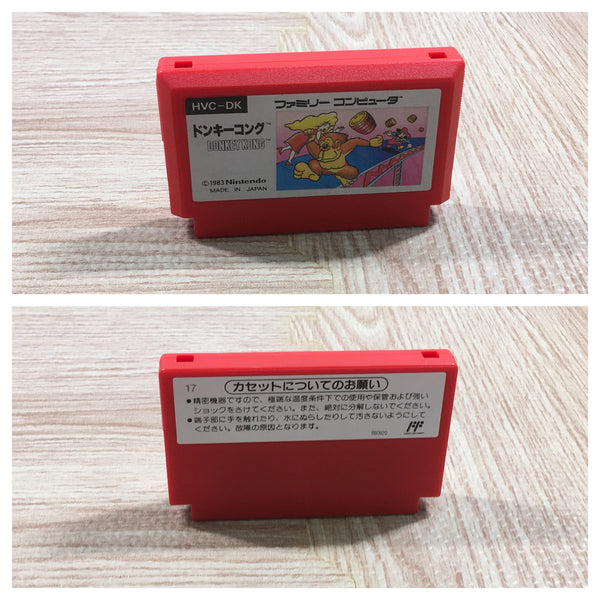 HVC-DK
ファミリー コンピュータ™
ドンキーコング™
DONKEY KONG™
©1983 Nintendo
MADE IN JAPAN
17
カセットについてのお願い
●精密機器ですので、極端な温度条件下での使用や保管および強い
ショックをさけてください。また、絶対に分解しないでください。
●端子部に手を触れたり、水にぬらしたりして汚さないようにして
ください。故障の原因となります。